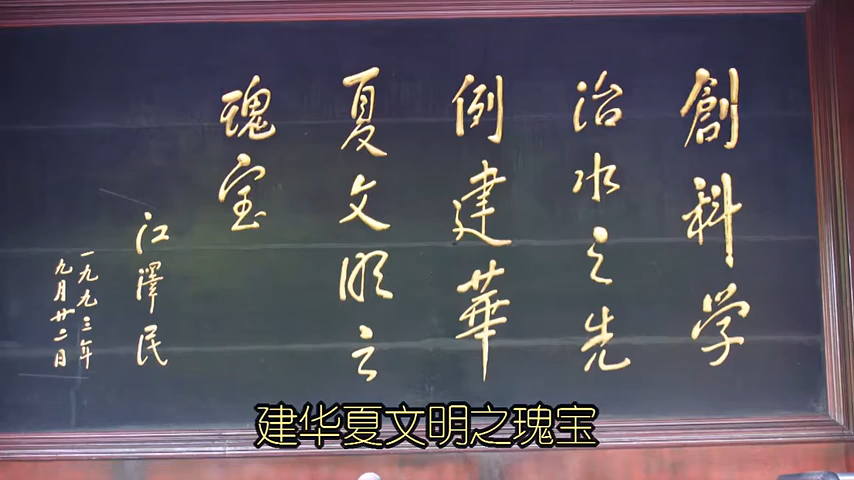 創科学
治水之先
例建華
夏文明之
瑰宝
江澤民
一九九三年
九月廿二日
建华夏文明之瑰宝